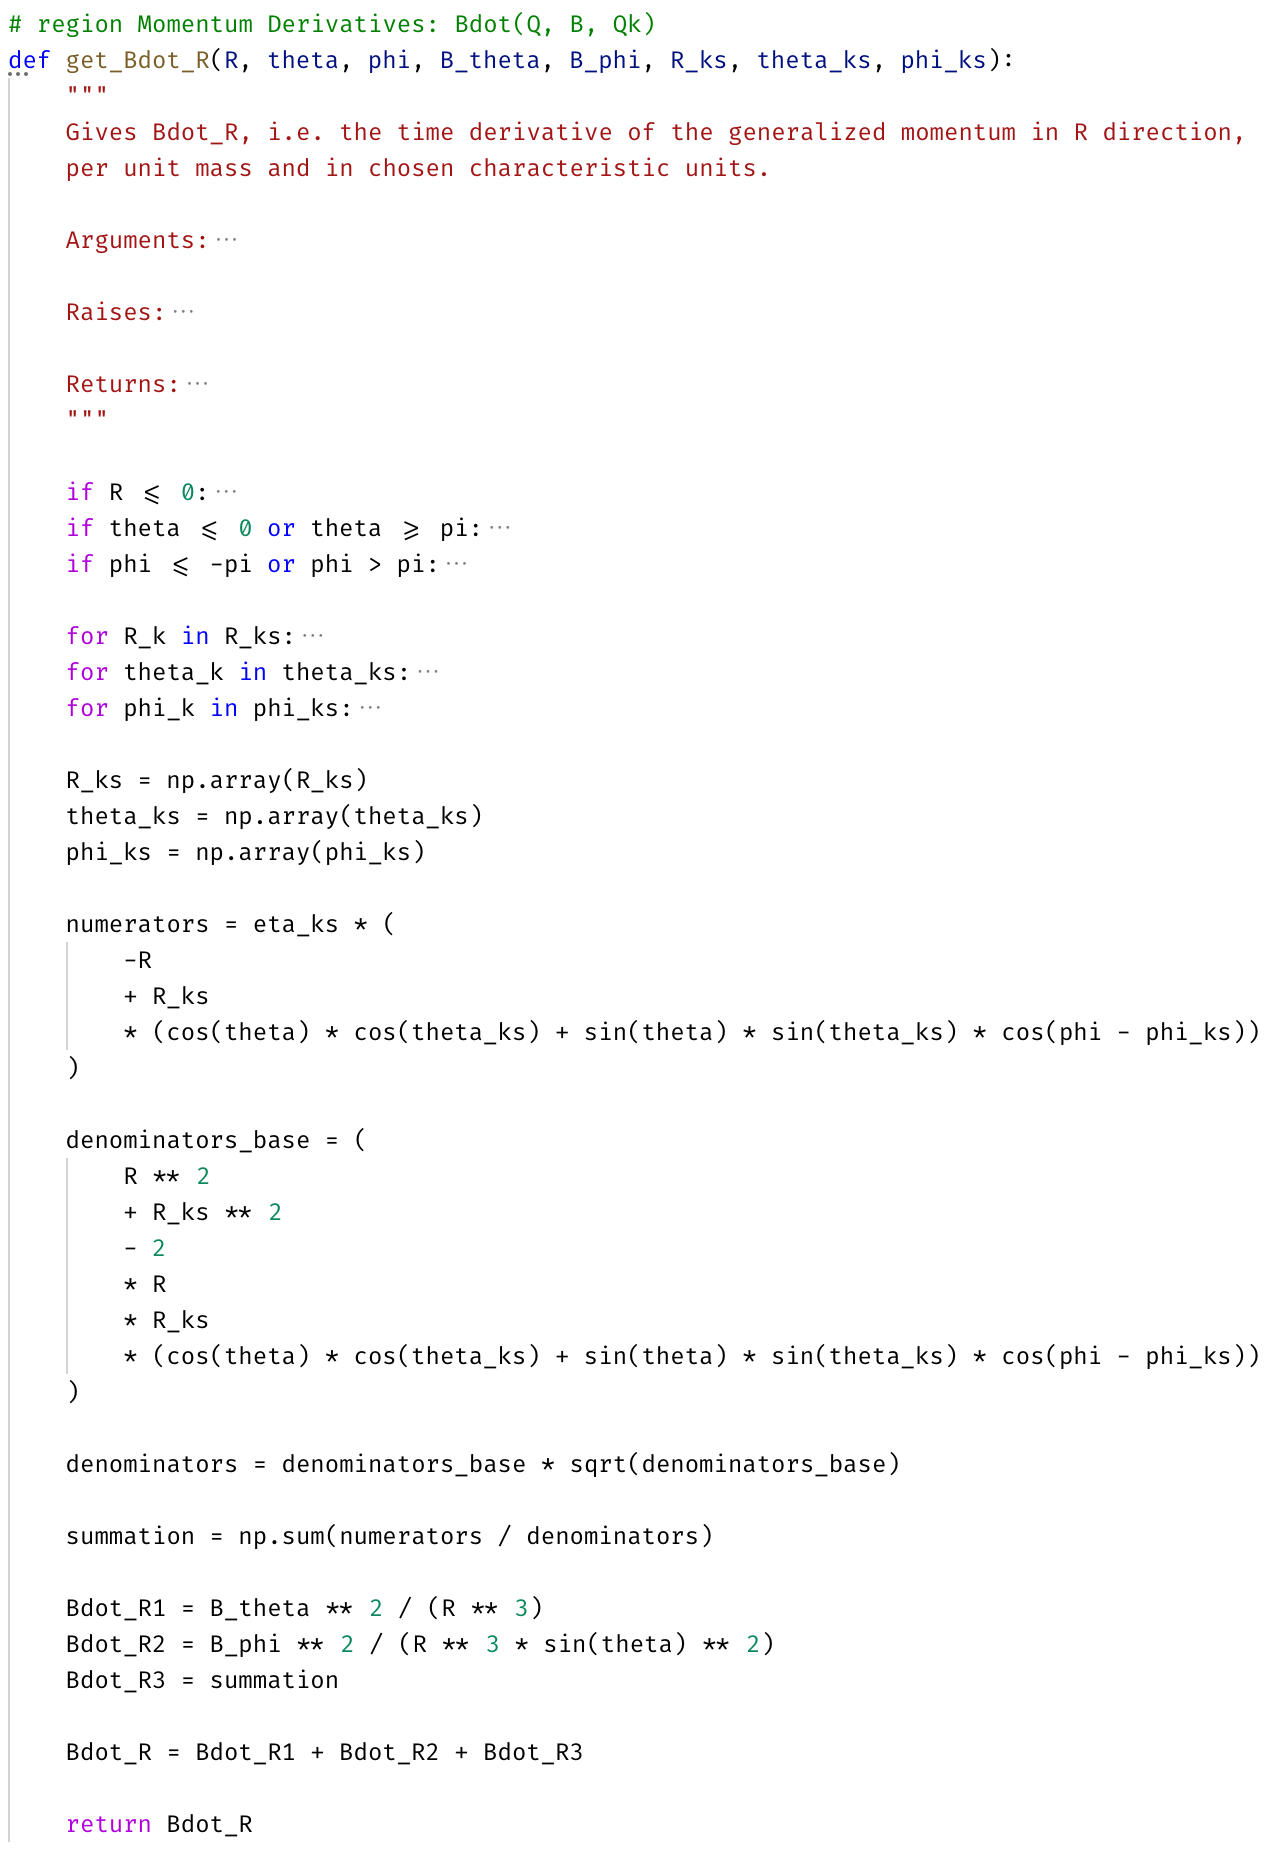 # region Momentum Derivatives: Bdot(Q, B, Qk)
def get_Bdot_R(R, theta, phi, B_theta, B_phi, R_ks, theta_ks, phi_ks):
    """
    Gives Bdot_R, i.e. the time derivative of the generalized momentum in R direction,
    per unit mass and in chosen characteristic units.

    Arguments:···

    Raises:···

    Returns:···
    """

    if R ⩽ 0:···
    if theta ⩽ 0 or theta ⩾ pi:···
    if phi ⩽ -pi or phi > pi:···

    for R_k in R_ks:···
    for theta_k in theta_ks:···
    for phi_k in phi_ks:···

    R_ks = np.array(R_ks)
    theta_ks = np.array(theta_ks)
    phi_ks = np.array(phi_ks)

    numerators = eta_ks * (
        -R
        + R_ks
        * (cos(theta) * cos(theta_ks) + sin(theta) * sin(theta_ks) * cos(phi - phi_ks))
    )

    denominators_base = (
        R ** 2
        + R_ks ** 2
        - 2
        * R
        * R_ks
        * (cos(theta) * cos(theta_ks) + sin(theta) * sin(theta_ks) * cos(phi - phi_ks))
    )

    denominators = denominators_base * sqrt(denominators_base)

    summation = np.sum(numerators / denominators)

    Bdot_R1 = B_theta ** 2 / (R ** 3)
    Bdot_R2 = B_phi ** 2 / (R ** 3 * sin(theta) ** 2)
    Bdot_R3 = summation

    Bdot_R = Bdot_R1 + Bdot_R2 + Bdot_R3

    return Bdot_R